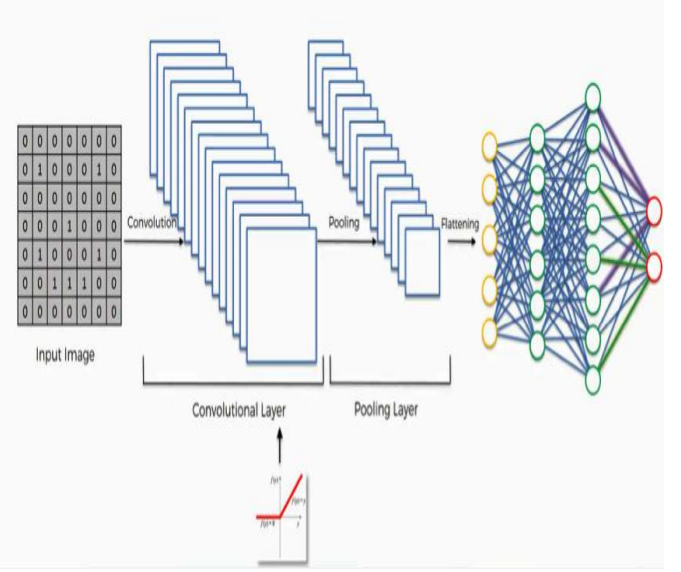 0 0 0 0 0 0 0
0 1 0 0 0 1 0
0 0 0 0 0 0 0
0 0 0 1 0 0 0
0 1 0 0 0 1 0
0 0 1 1 1 0 0
0 0 0 0 0 0 0
Input Image
Convolution
Pooling
Flattening
Convolutional Layer
Pooling Layer
y